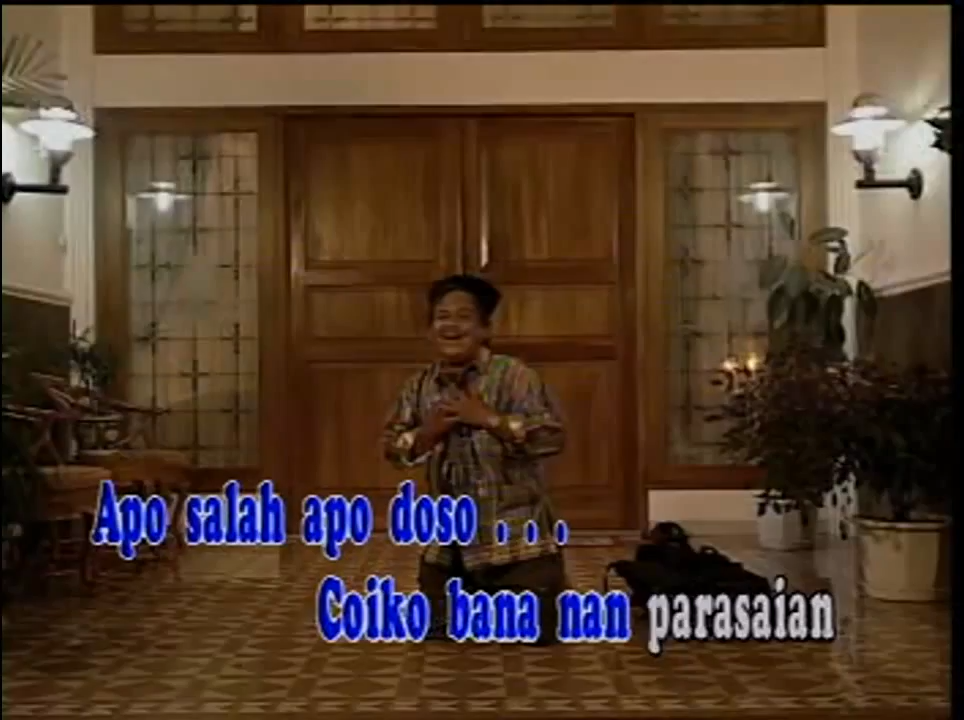 Apo salah apo doso . . .
Coiko bana nan parasaian